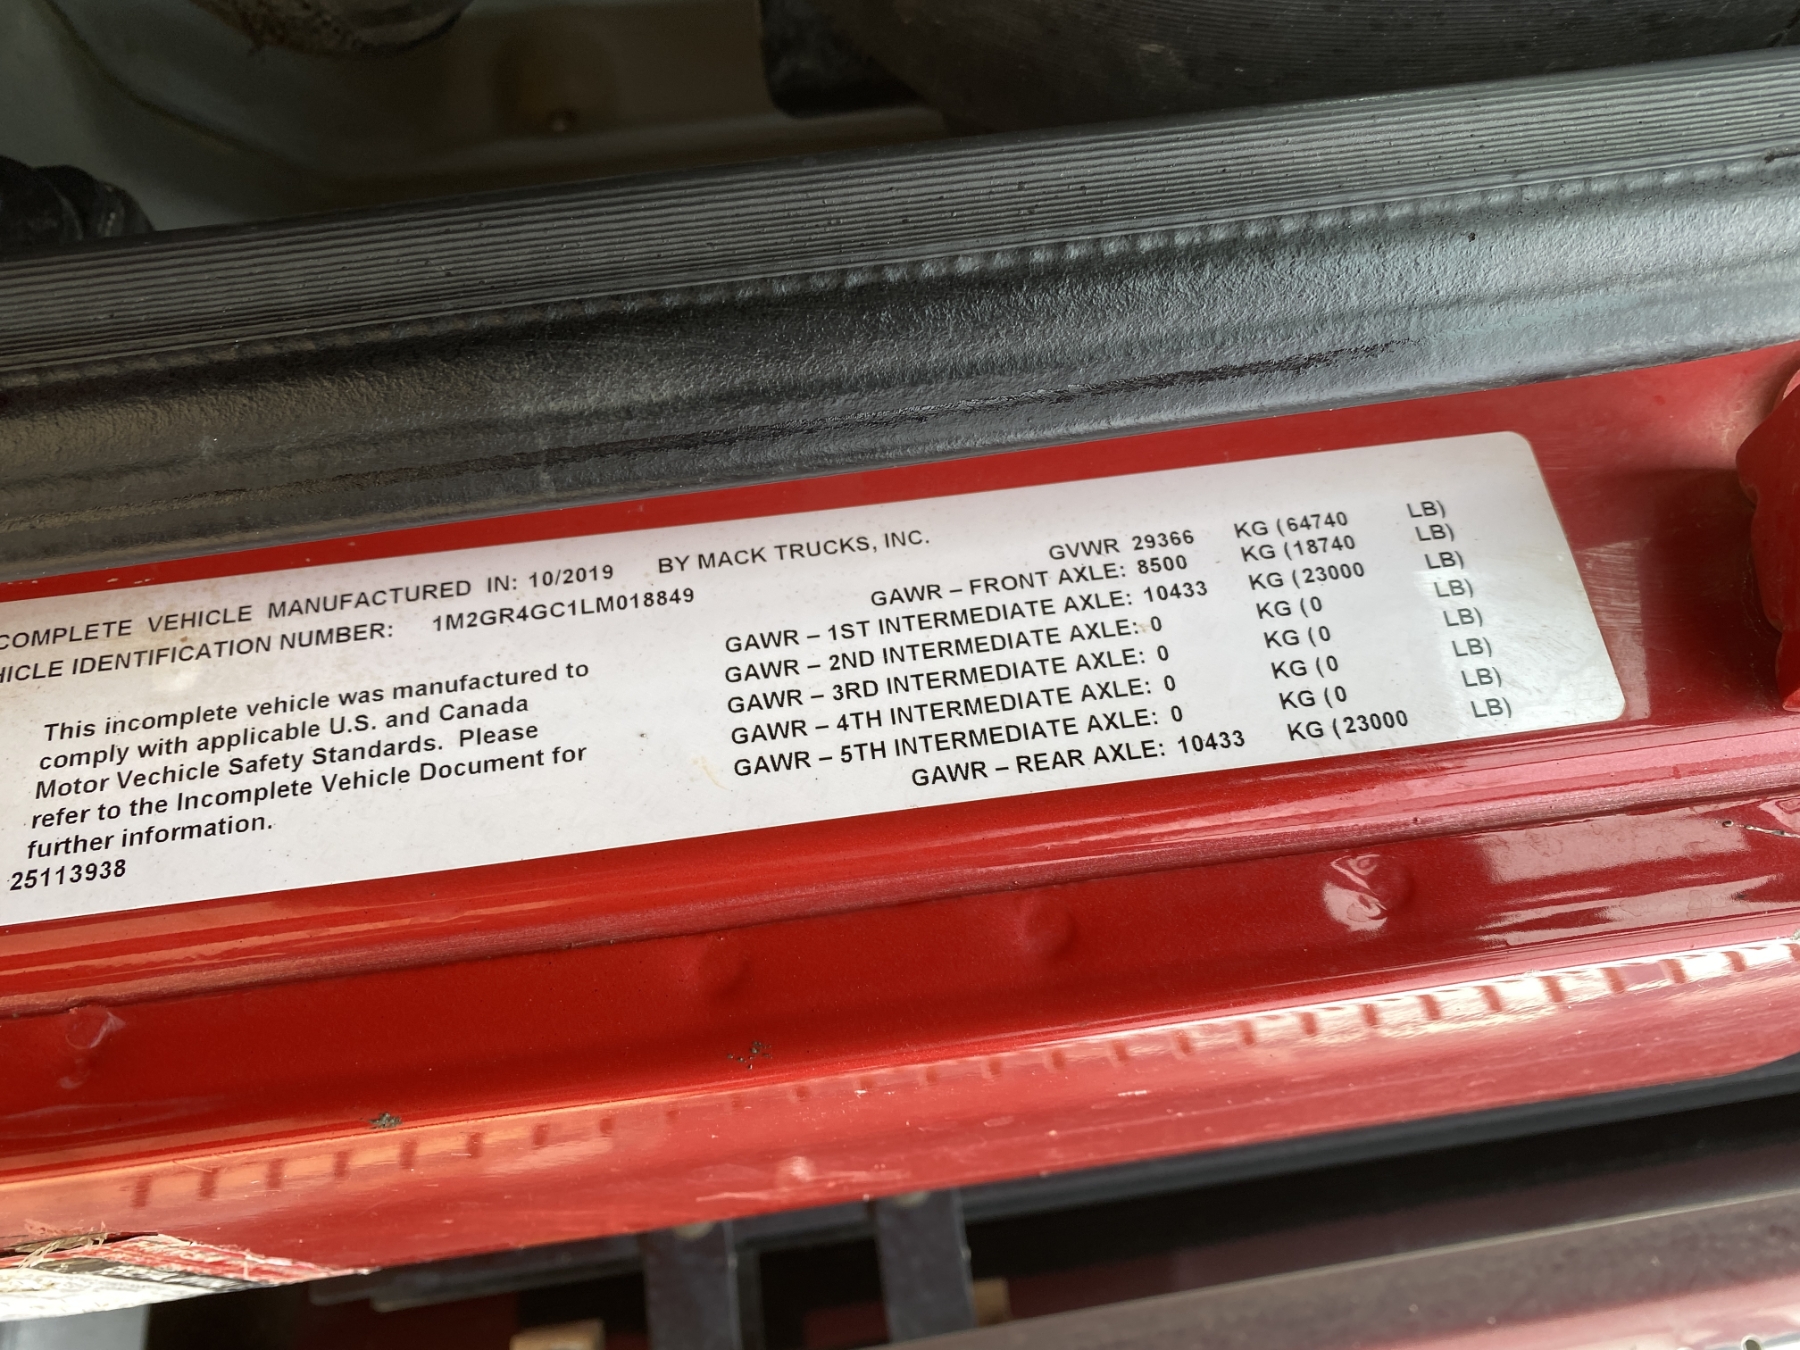 COMPLETE VEHICLE MANUFACTURED IN: 10/2019 BY MACK TRUCKS, INC.
IDENTIFICATION NUMBER: 1M2GR4GC1LM018849
This incomplete vehicle was manufactured to
comply with applicable U.S. and Canada
Motor Vechicle Safety Standards. Please
refer to the Incomplete Vehicle Document for
further information.
25113938
GVWR 29366 KG (64740 LB)
GAWR – FRONT AXLE: 8500 KG (18740 LB)
GAWR – 1ST INTERMEDIATE AXLE: 10433 KG (23000 LB)
GAWR – 2ND INTERMEDIATE AXLE: 0 KG (0 LB)
GAWR – 3RD INTERMEDIATE AXLE: 0 KG (0 LB)
GAWR – 4TH INTERMEDIATE AXLE: 0 KG (0 LB)
GAWR – 5TH INTERMEDIATE AXLE: 0 KG (0 LB)
GAWR – REAR AXLE: 10433 KG (23000 LB)